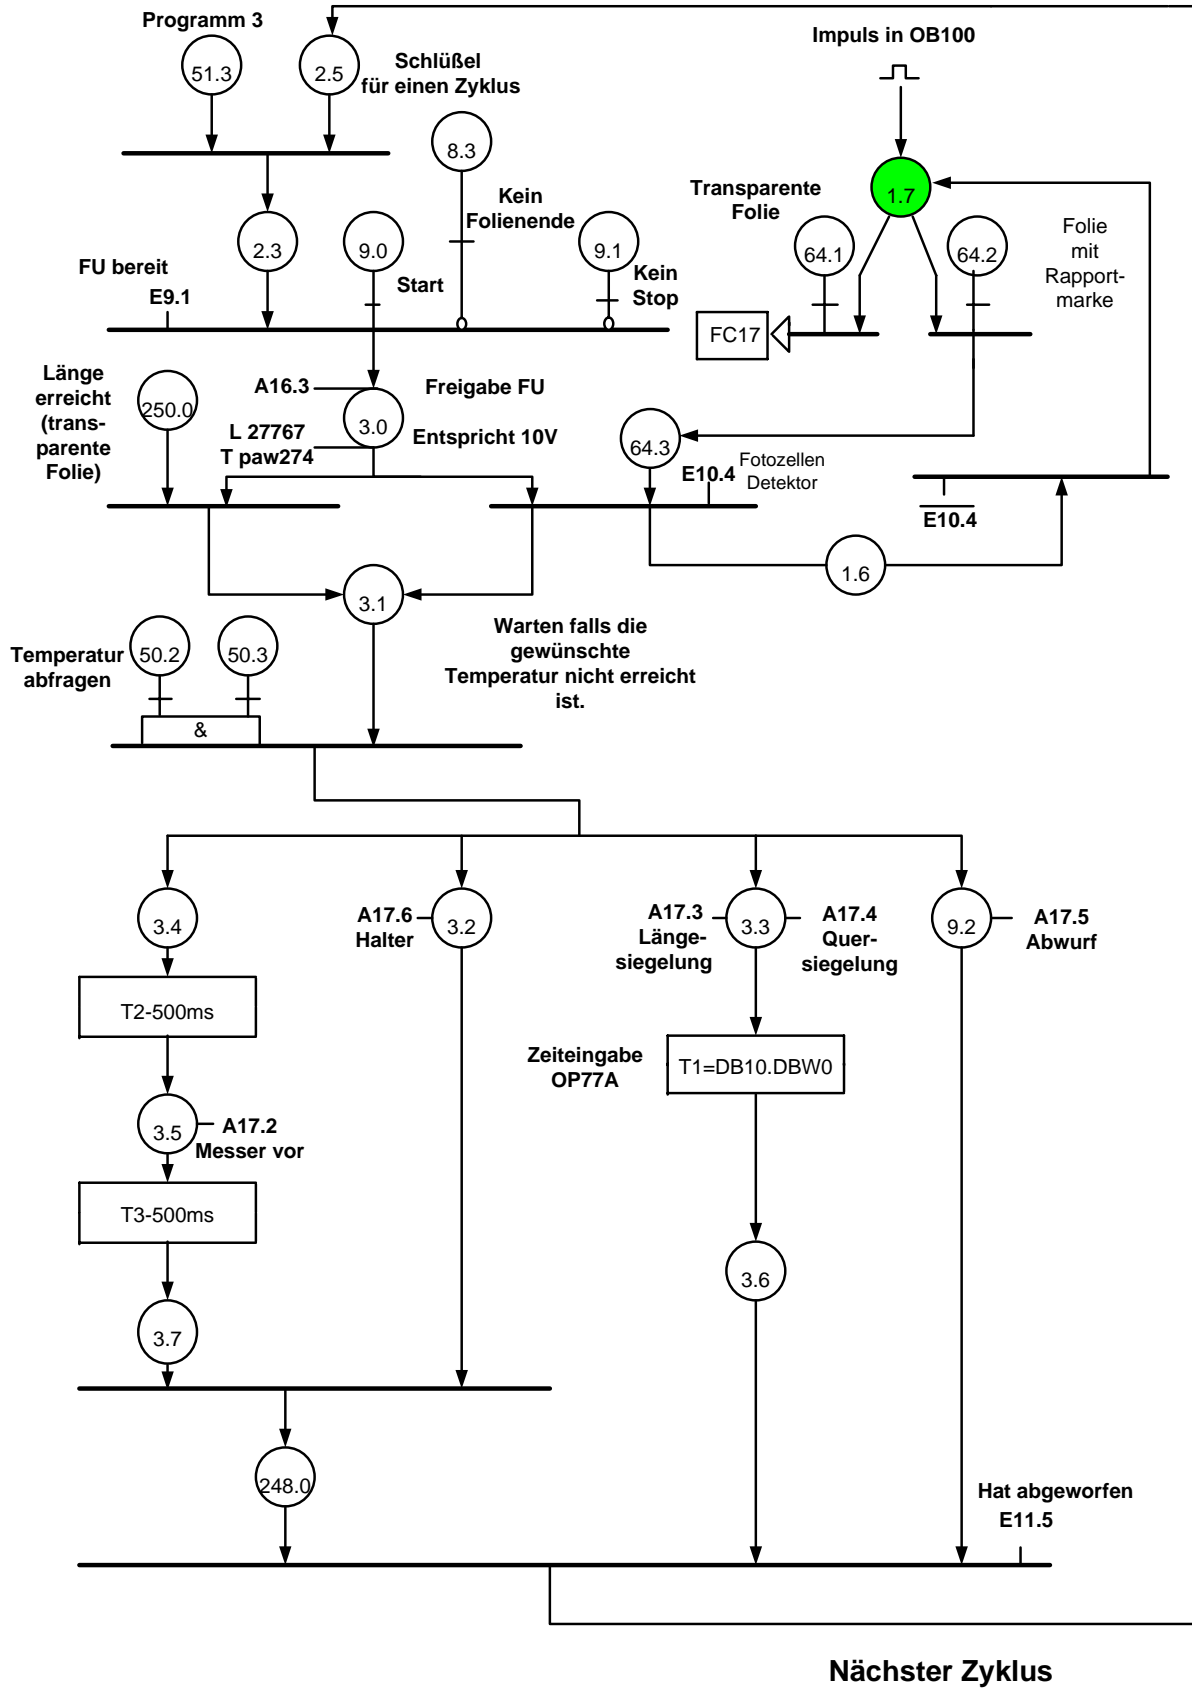 Programm 3
51.3
2.5
Schlüßel
für einen Zyklus
Impuls in OB100
8.3
1.7
Transparente
Folie
64.1
64.2
Folie
mit
Rapport-
marke
Kein
Folienende
2.3
9.0
9.1
Start
Kein
Stop
FU bereit
E9.1
FC17
Länge
erreicht
(trans-
parente
Folie)
250.0
A16.3
3.0
Freigabe FU
L 27767
T paw274
Entspricht 10V
64.3
E10.4
Fotozellen
Detektor
E10.4
1.6
3.1
Temperatur
abfragen
50.2
50.3
&
Warten falls die
gewünschte
Temperatur nicht erreicht
ist.
3.4
A17.6
Halter
3.2
A17.3
Länge-
siegelung
3.3
A17.4
Quer-
siegelung
9.2
A17.5
Abwurf
T2-500ms
Zeiteingabe
OP77A
T1=DB10.DBW0
3.5
A17.2
Messer vor
T3-500ms
3.6
3.7
248.0
Hat abgeworfen
E11.5
Nächster Zyklus